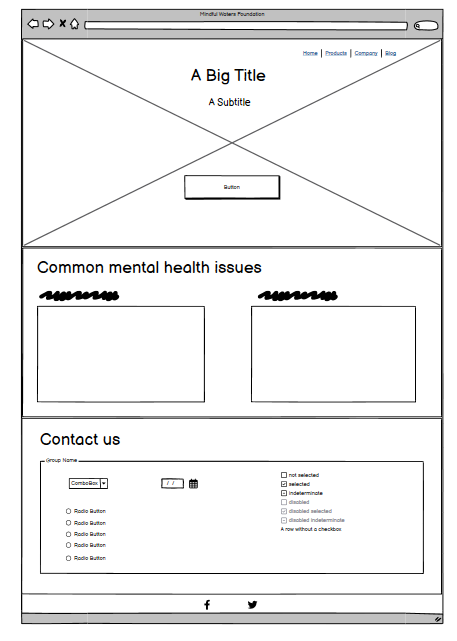 Mindful Waters Foundation
Home | Products | Company | Blog
A Big Title
A Subtitle
Button
Common mental health issues
Contact us
Group Name
ComboBox
/ /
not selected
selected
indeterminate
disabled
disabled selected
disabled indeterminate
A row without a checkbox
Radio Button
Radio Button
Radio Button
Radio Button
Radio Button